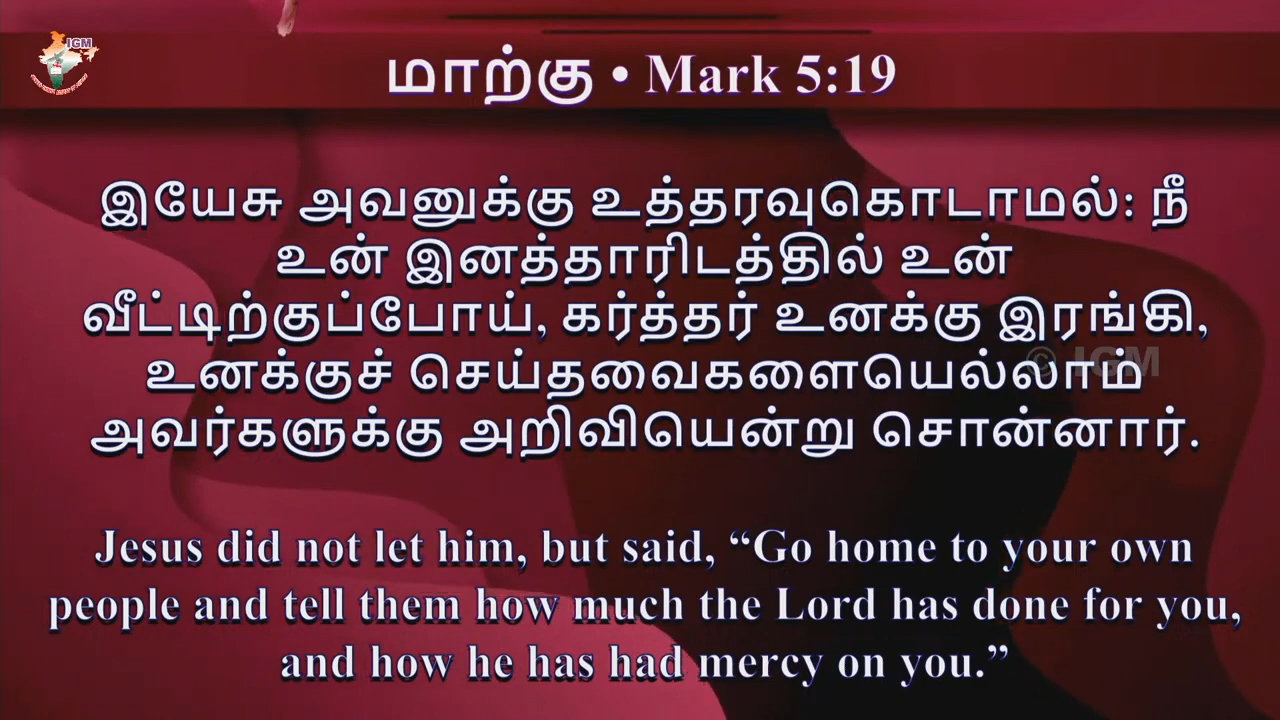 IGM
மாற்கு • Mark 5:19
இயேசு அவனுக்கு உத்தரவுகொடாமல்: நீ
உன் இனத்தாரிடத்தில் உன்
வீட்டிற்குப்போய், கர்த்தர் உனக்கு இரங்கி,
© IGM
உனக்குச் செய்தவைகளையெல்லாம்
அவர்களுக்கு அறிவியென்று சொன்னார்.
Jesus did not let him, but said, “Go home to your own
people and tell them how much the Lord has done for you,
and how he has had mercy on you.”